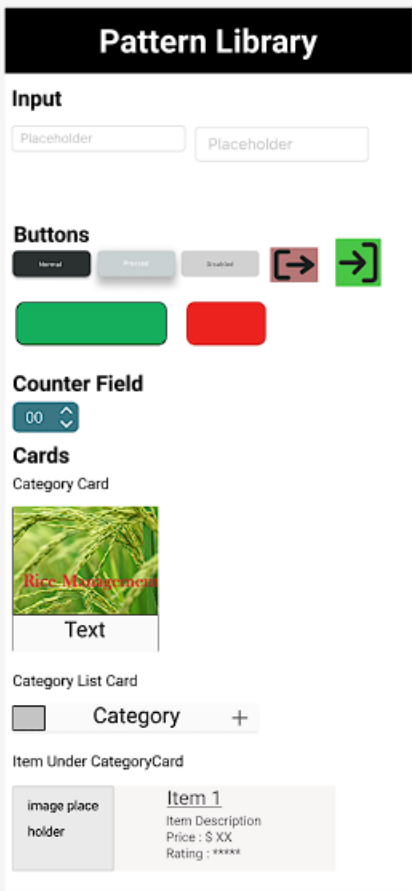 Pattern Library
Input
Placeholder
Placeholder
Buttons
Normal
Pressed
Disabled
Counter Field
00
Cards
Category Card
Rice Management
Text
Category List Card
Category +
Item Under CategoryCard
image place
holder
Item 1
Item Description
Price : $ XX
Rating : *****